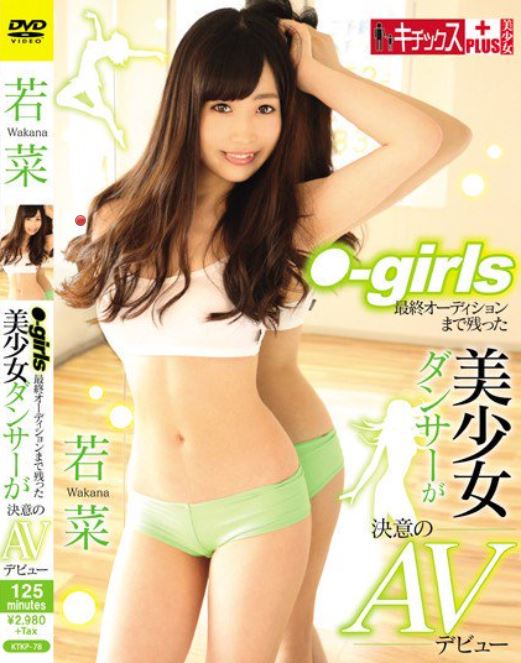 DVD
VIDEO
若菜
Wakana
●-girls
最終オーディションまで残った
美少女ダンサーが
決意の
AV
デビュー
125
minutes
¥2,980
+Tax
KTKP-78
キチックス
+
PLUS
美少女
●-girls
最終オーディション
まで残った
美少女
ダンサーが
決意の
AV
デビュー
若菜
Wakana